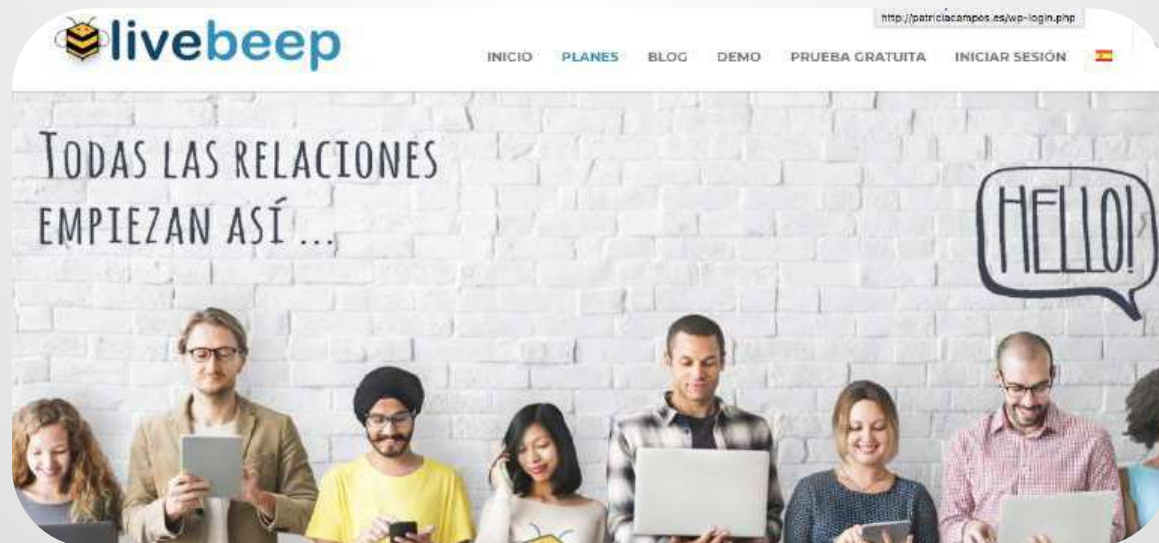 livebeep
http://patriciacampos.es/wp-login.php
INICIO PLANES BLOG DEMO PRUEBA GRATUITA INICIAR SESIÓN
TODAS LAS RELACIONES
EMPIEZAN ASÍ ...
HELLO!